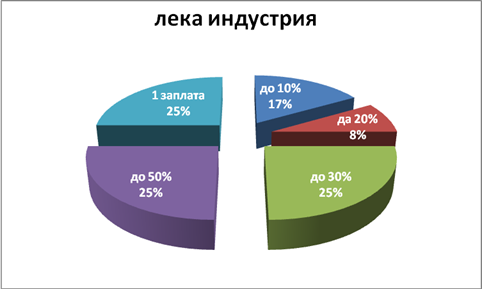 лека индустрия
1 заплата
25%
до 10%
17%
да 20%
8%
до 50%
25%
до 30%
25%